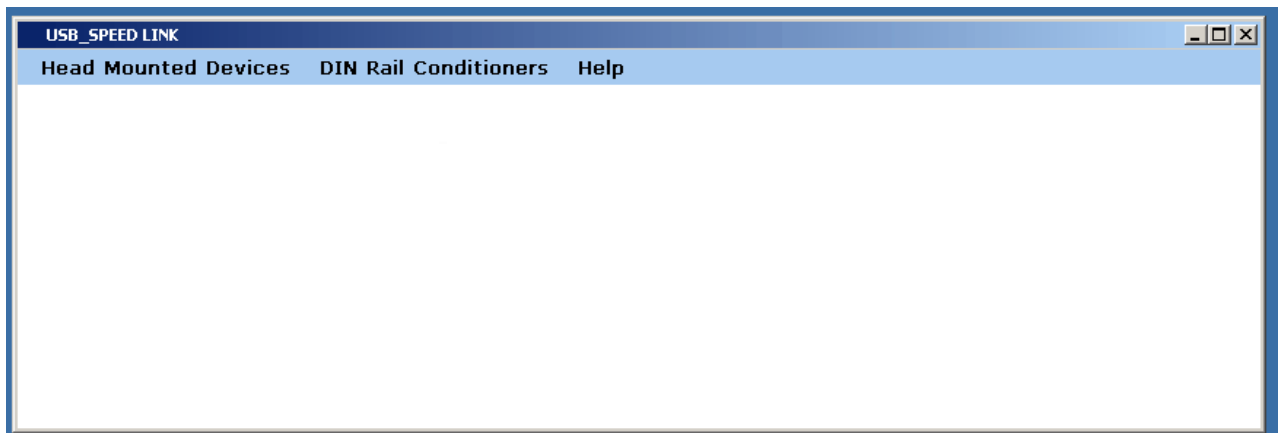 USB_SPEED LINK
Head Mounted Devices DIN Rail Conditioners Help